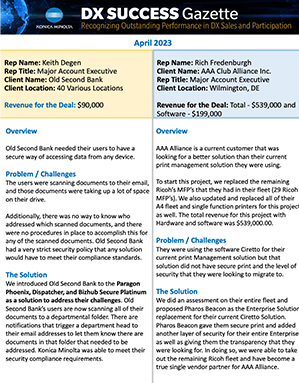 KONICA MINOLTA
DX SUCCESS Gazette
Recognizing Outstanding Performance in DX Sales and Participation
April 2023
Rep Name: Keith Degen
Rep Title: Major Account Executive
Client Name: Old Second Bank
Client Location: 40 Various Locations
Revenue for the Deal: $90,000
Overview
Old Second Bank needed their users to have a
secure way of accessing data from any device.
Problem / Challenges
The users were scanning documents to their email,
and those documents were taking up a lot of space
on their drive.
Additionally, there was no way to know who
addressed which scanned documents, and there
were no procedures in place to accomplish this for
any of the scanned documents. Old Second Bank
had a very strict security policy that any solution
would have to meet their compliance standards.
The Solution
We introduced Old Second Bank to the Paragon
Phoenix, Dispatcher, and Bizhub Secure Platinum
as a solution to address their challenges. Old
Second Bank's users are now scanning all of their
documents to a departmental folder. There are
notifications that trigger a department head to
their email addresses to let them know there are
documents in that folder that needed to be
addressed. Konica Minolta was able to meet their
security compliance requirements.
Rep Name: Rich Fredenburgh
Client Name: AAA Club Alliance Inc.
Rep Title: Major Account Executive
Client Location: Wilmington, DE
Revenue for the Deal: Total - $539,000 and
Software - $199,000
Overview
AAA Alliance is a current customer that was
looking for a better solution than their current
print management solution they were using.
To start this project, we replaced the remaining
Ricoh's MFP's that they had in their fleet (29 Ricoh
MFP's). We also updated and replaced all of their
A4 fleet and single function printers for this project
as well. The total revenue for this project with
Hardware and software was $539,000.00.
Problem / Challenges
They were using the software Ciretto for their
current print Management solution but that
solution did not have secure print and the level of
security that they were looking to migrate to.
The Solution
We did an assessment on their entire fleet and
proposed Pharos Beacon as the Enterprise Solution
replacement for their current Ciretto Solution.
Pharos Beacon gave them secure print and added
another layer of security for their entire Enterprise
as well as giving them the transparency that they
were looking for. In doing so, we were able to take
out the remaining Ricoh fleet and have become a
true single vendor partner for AAA Alliance.